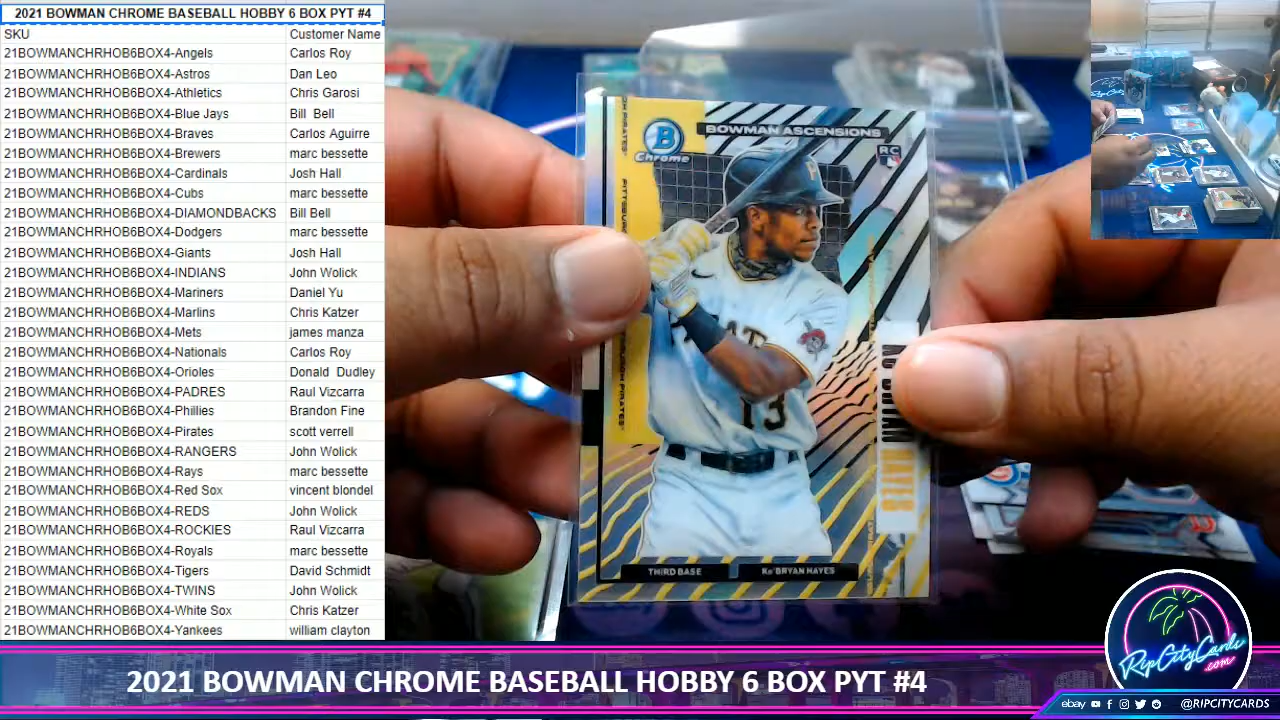 2021 BOWMAN CHROME BASEBALL HOBBY 6 BOX PYT #4
SKU Customer Name
21BOWMANCHRHOB6BOX4-Angels Carlos Roy
21BOWMANCHRHOB6BOX4-Astros Dan Leo
21BOWMANCHRHOB6BOX4-Athletics Chris Garosi
21BOWMANCHRHOB6BOX4-Blue Jays Bill Bell
21BOWMANCHRHOB6BOX4-Braves Carlos Aguirre
21BOWMANCHRHOB6BOX4-Brewers marc bessette
21BOWMANCHRHOB6BOX4-Cardinals Josh Hall
21BOWMANCHRHOB6BOX4-Cubs marc bessette
21BOWMANCHRHOB6BOX4-DIAMONDBACKS Bill Bell
21BOWMANCHRHOB6BOX4-Dodgers marc bessette
21BOWMANCHRHOB6BOX4-Giants Josh Hall
21BOWMANCHRHOB6BOX4-INDIANS John Wolick
21BOWMANCHRHOB6BOX4-Mariners Daniel Yu
21BOWMANCHRHOB6BOX4-Marlins Chris Katzer
21BOWMANCHRHOB6BOX4-Mets james manza
21BOWMANCHRHOB6BOX4-Nationals Carlos Roy
21BOWMANCHRHOB6BOX4-Orioles Donald Dudley
21BOWMANCHRHOB6BOX4-PADRES Raul Vizcarra
21BOWMANCHRHOB6BOX4-Phillies Brandon Fine
21BOWMANCHRHOB6BOX4-Pirates scott verrell
21BOWMANCHRHOB6BOX4-RANGERS John Wolick
21BOWMANCHRHOB6BOX4-Rays marc bessette
21BOWMANCHRHOB6BOX4-Red Sox vincent blondel
21BOWMANCHRHOB6BOX4-REDS John Wolick
21BOWMANCHRHOB6BOX4-ROCKIES Raul Vizcarra
21BOWMANCHRHOB6BOX4-Royals marc bessette
21BOWMANCHRHOB6BOX4-Tigers David Schmidt
21BOWMANCHRHOB6BOX4-TWINS John Wolick
21BOWMANCHRHOB6BOX4-White Sox Chris Katzer
21BOWMANCHRHOB6BOX4-Yankees william clayton
B
Chrome
BOWMAN ASCENSIONS
RC
P
13
HAYES
THIRD BASE
Ke'BRYAN HAYES
RipCityCards
.com
2021 BOWMAN CHROME BASEBALL HOBBY 6 BOX PYT #4
ebay @RIPCITYCARDS